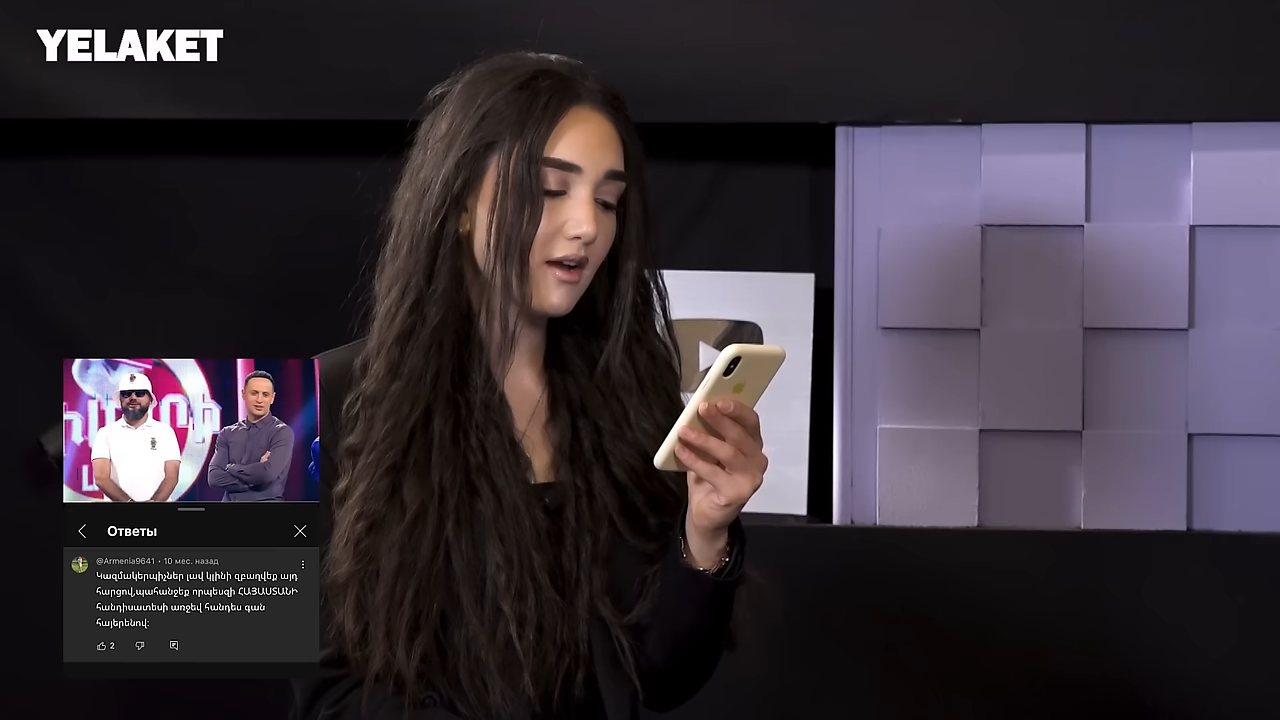 YELAKET
Ответы
@Armenia9641 • 10 мес. назад
Կազմակերպիչներ լավ կլինի զբաղվեք այդ
հարցով,պահանջեք որպեսզի ՀԱՅԱՍՏԱՆԻ
հանդիսատեսի առջեվ հանդես գան
հայերենով։
2